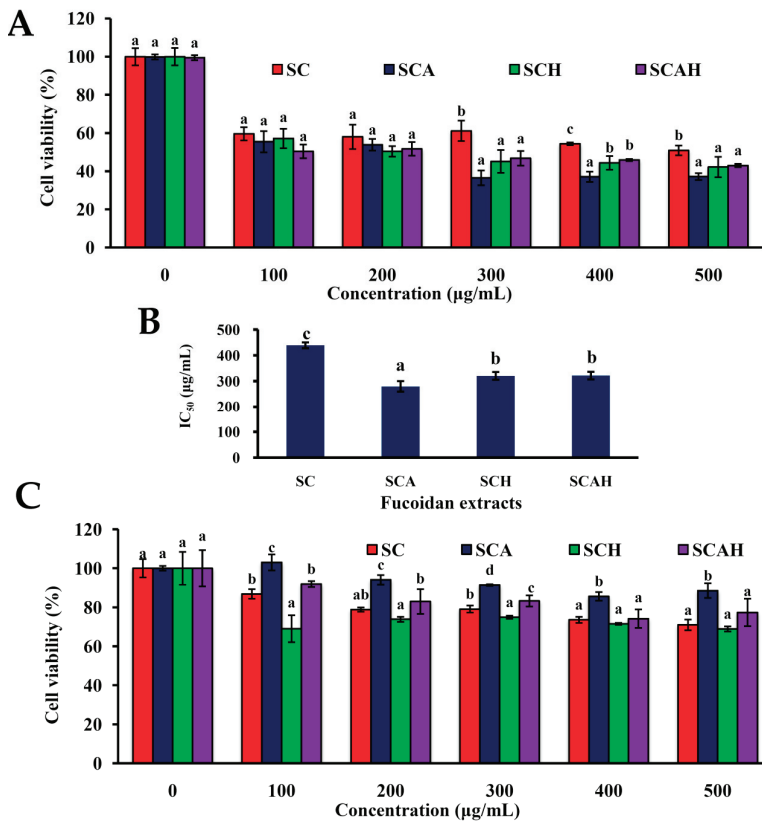 A
120
100
80
60
40
20
0
Cell viability (%)
SC SCA SCH SCAH
a a a a
a a a a
a a a a
b a a a
c a b b
b a a a
0 100 200 300 400 500
Concentration (µg/mL)
B
500
400
300
200
100
0
IC50 (µg/mL)
c a b b
SC SCA SCH SCAH
Fucoidan extracts
C
120
100
80
60
40
20
0
Cell viability (%)
SC SCA SCH SCAH
a a a a
b c a b
ab c a b
b d a c
a b a a
a b a a
0 100 200 300 400 500
Concentration (µg/mL)